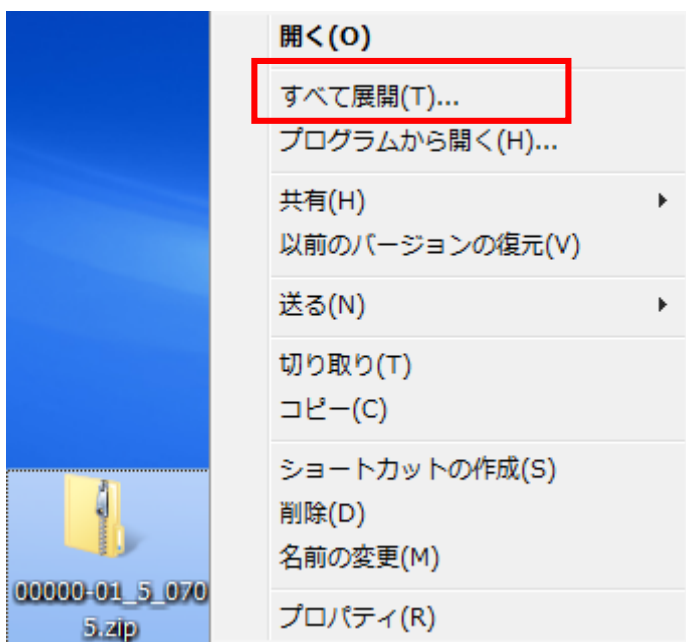 開く(O)
すべて展開(T)...
プログラムから開く(H)...
共有(H)
以前のバージョンの復元(V)
送る(N)
切り取り(T)
コピー(C)
ショートカットの作成(S)
削除(D)
名前の変更(M)
プロパティ(R)
00000-01_5_070
5.zip